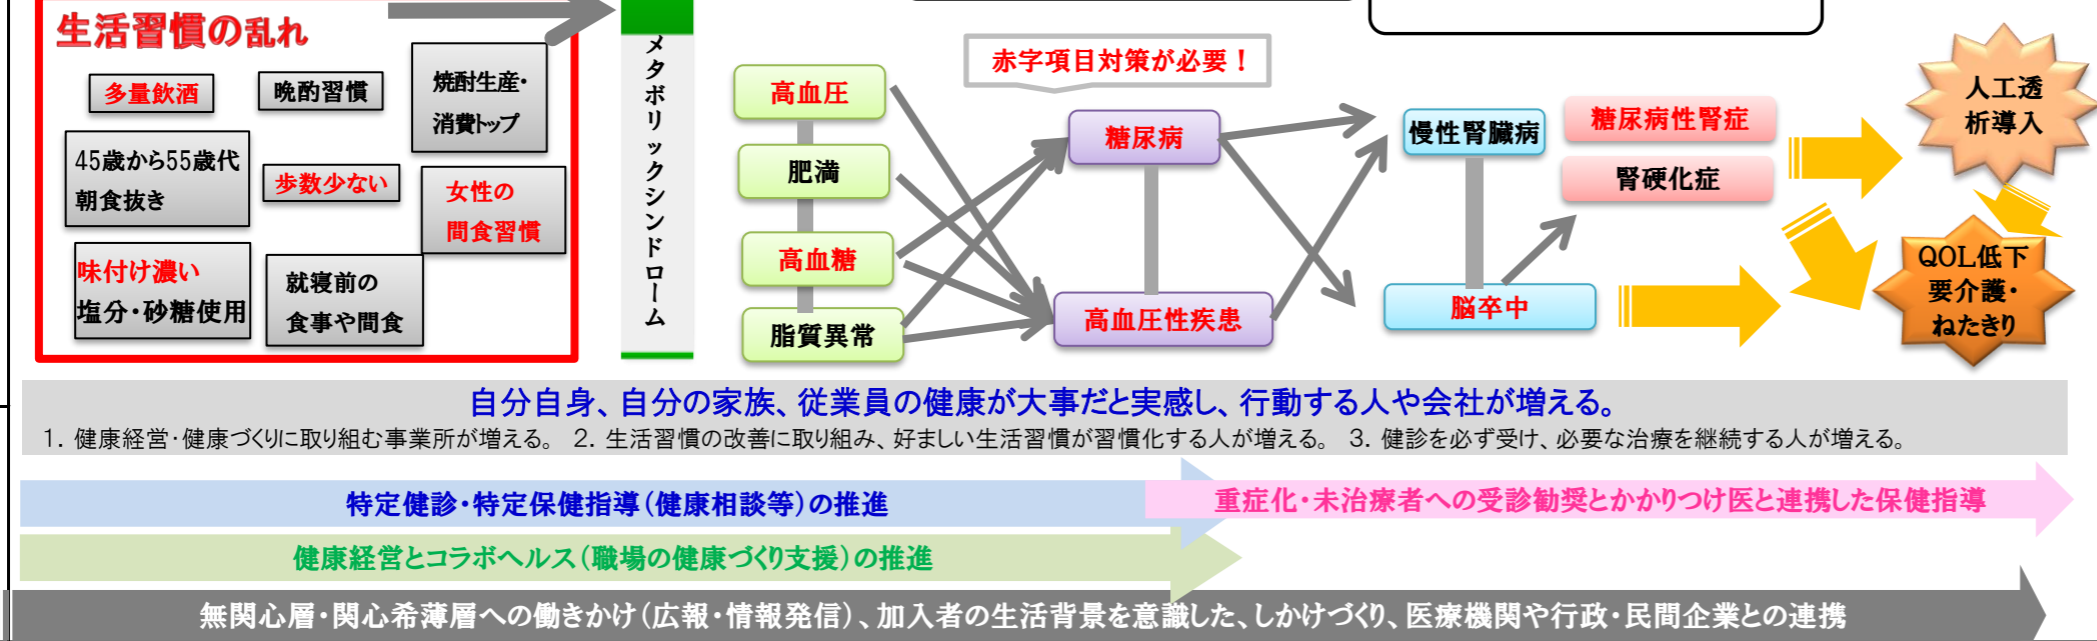 生活習慣の乱れ
多量飲酒
晩酌習慣
焼酎生産・
消費トップ
45歳から55歳代
朝食抜き
歩数少ない
女性の
間食習慣
味付け濃い
塩分・砂糖使用
就寝前の
食事や間食
メタボリックシンドローム
赤字項目対策が必要！
高血圧
肥満
高血糖
脂質異常
糖尿病
高血圧性疾患
慢性腎臓病
脳卒中
糖尿病性腎症
腎硬化症
人工透
析導入
QOL低下
要介護・
ねたきり
自分自身、自分の家族、従業員の健康が大事だと実感し、行動する人や会社が増える。
1．健康経営・健康づくりに取り組む事業所が増える。 2．生活習慣の改善に取り組み、好ましい生活習慣が習慣化する人が増える。 3．健診を必ず受け、必要な治療を継続する人が増える。
特定健診・特定保健指導（健康相談等）の推進
重症化・未治療者への受診勧奨とかかりつけ医と連携した保健指導
健康経営とコラボヘルス（職場の健康づくり支援）の推進
無関心層・関心希薄層への働きかけ（広報・情報発信）、加入者の生活背景を意識した、しかけづくり、医療機関や行政・民間企業との連携